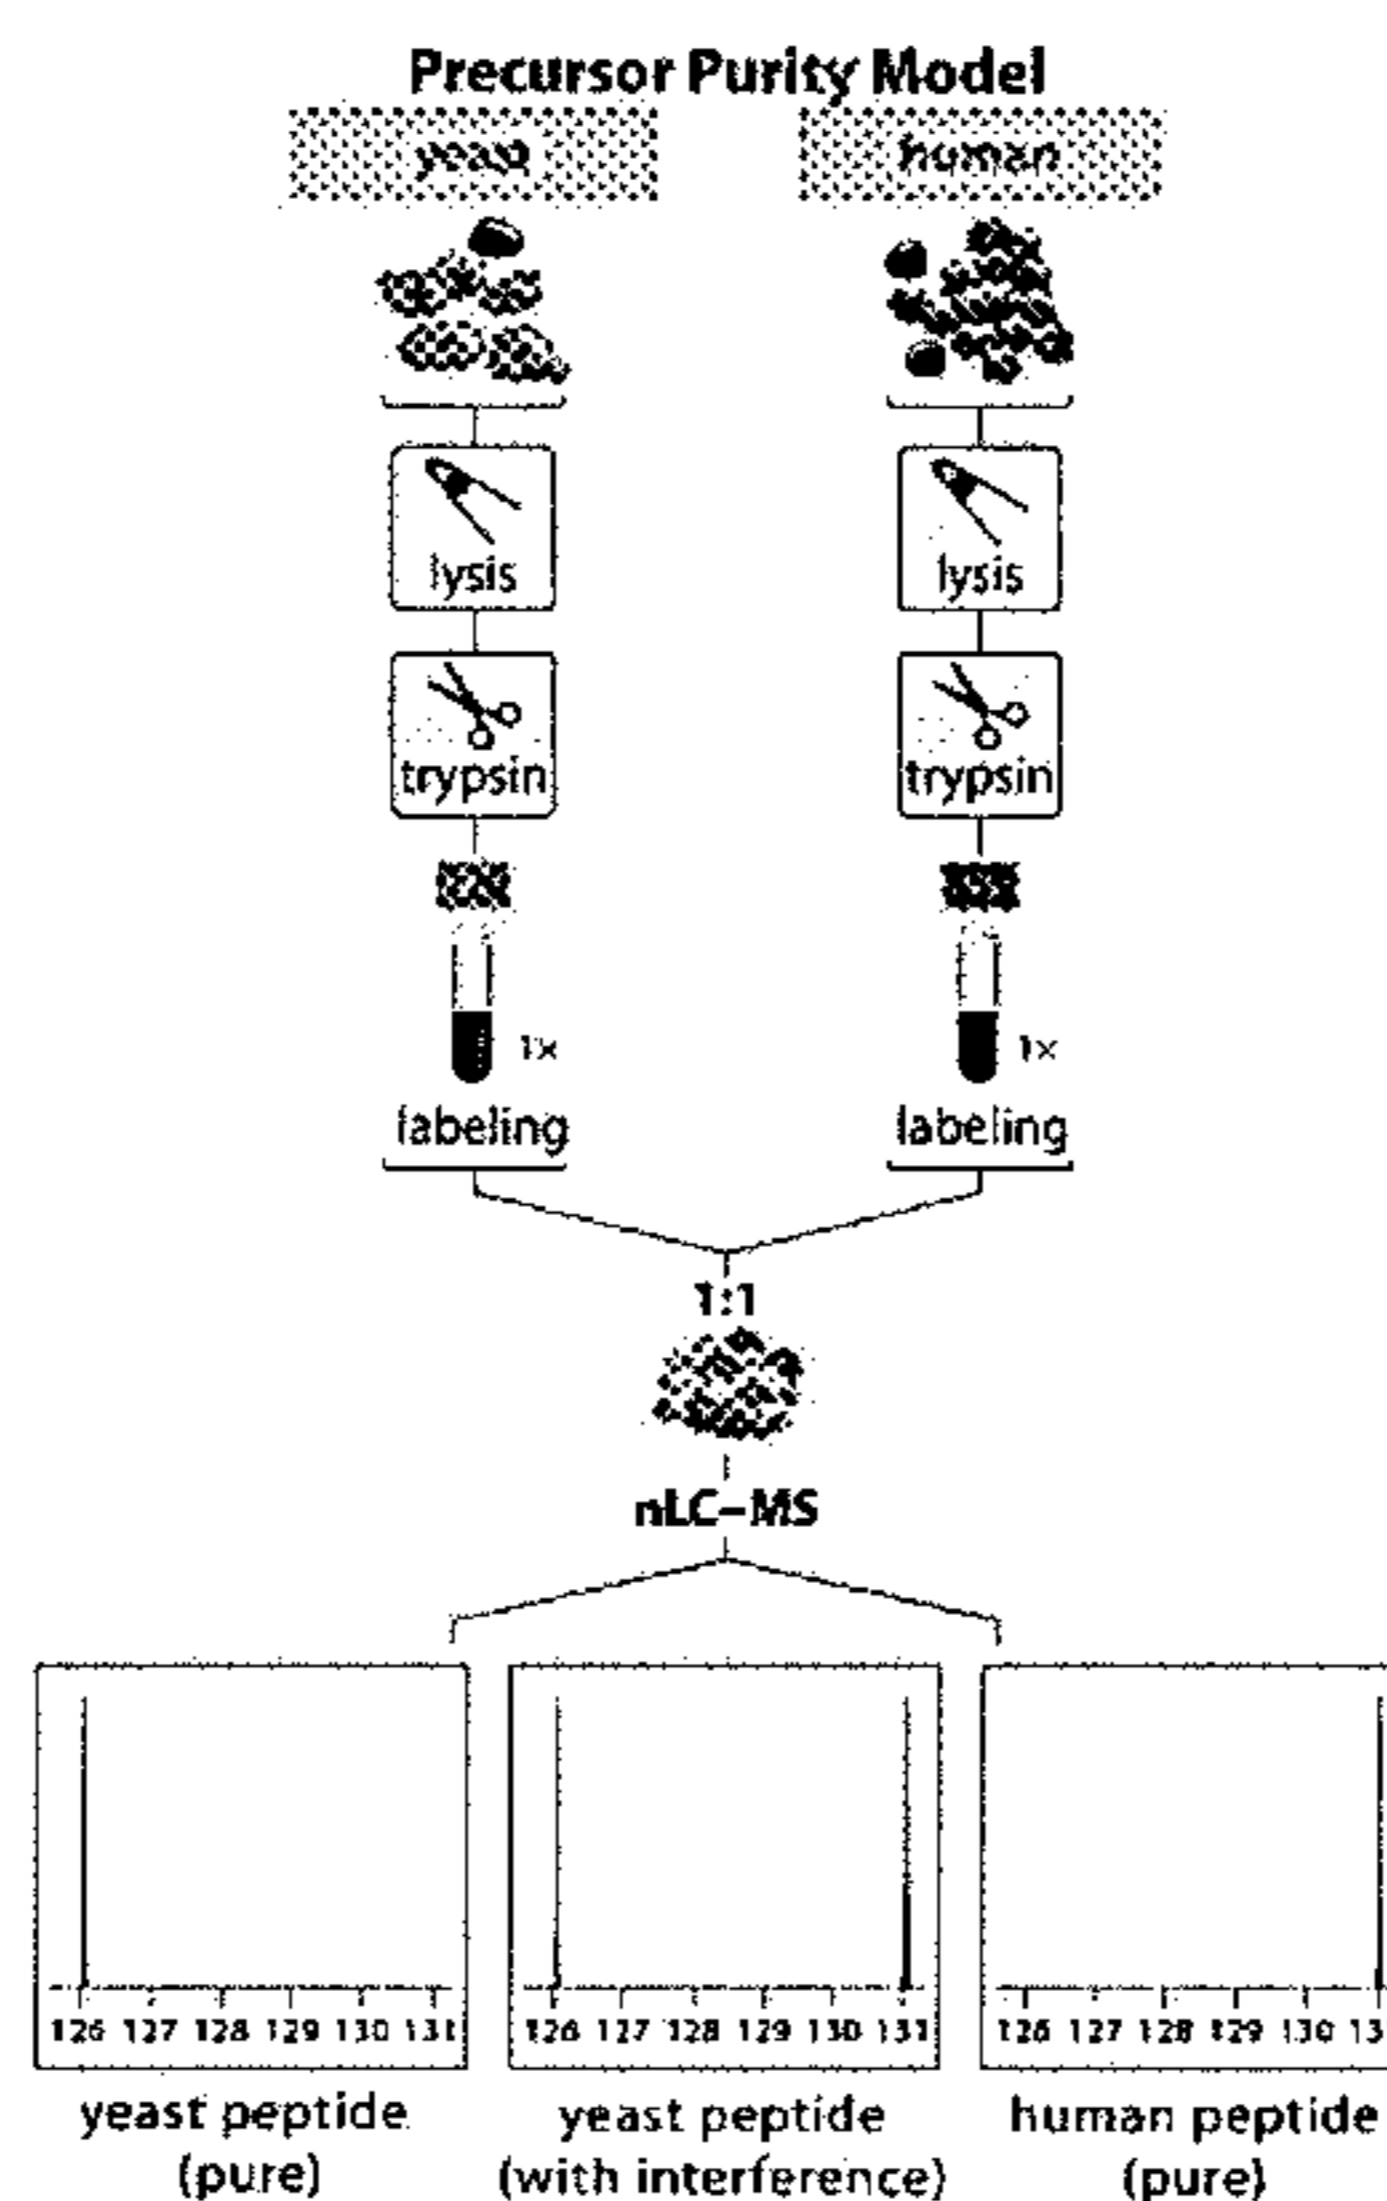 Precursor Purity Model
yeast human
lysis lysis
trypsin trypsin
1x 1x
labeling labeling
1:1
nLC-MS
126 127 128 129 130 131 126 127 128 129 130 131 126 127 128 129 130
yeast peptide yeast peptide human peptide
(pure) (with interference) (pure)